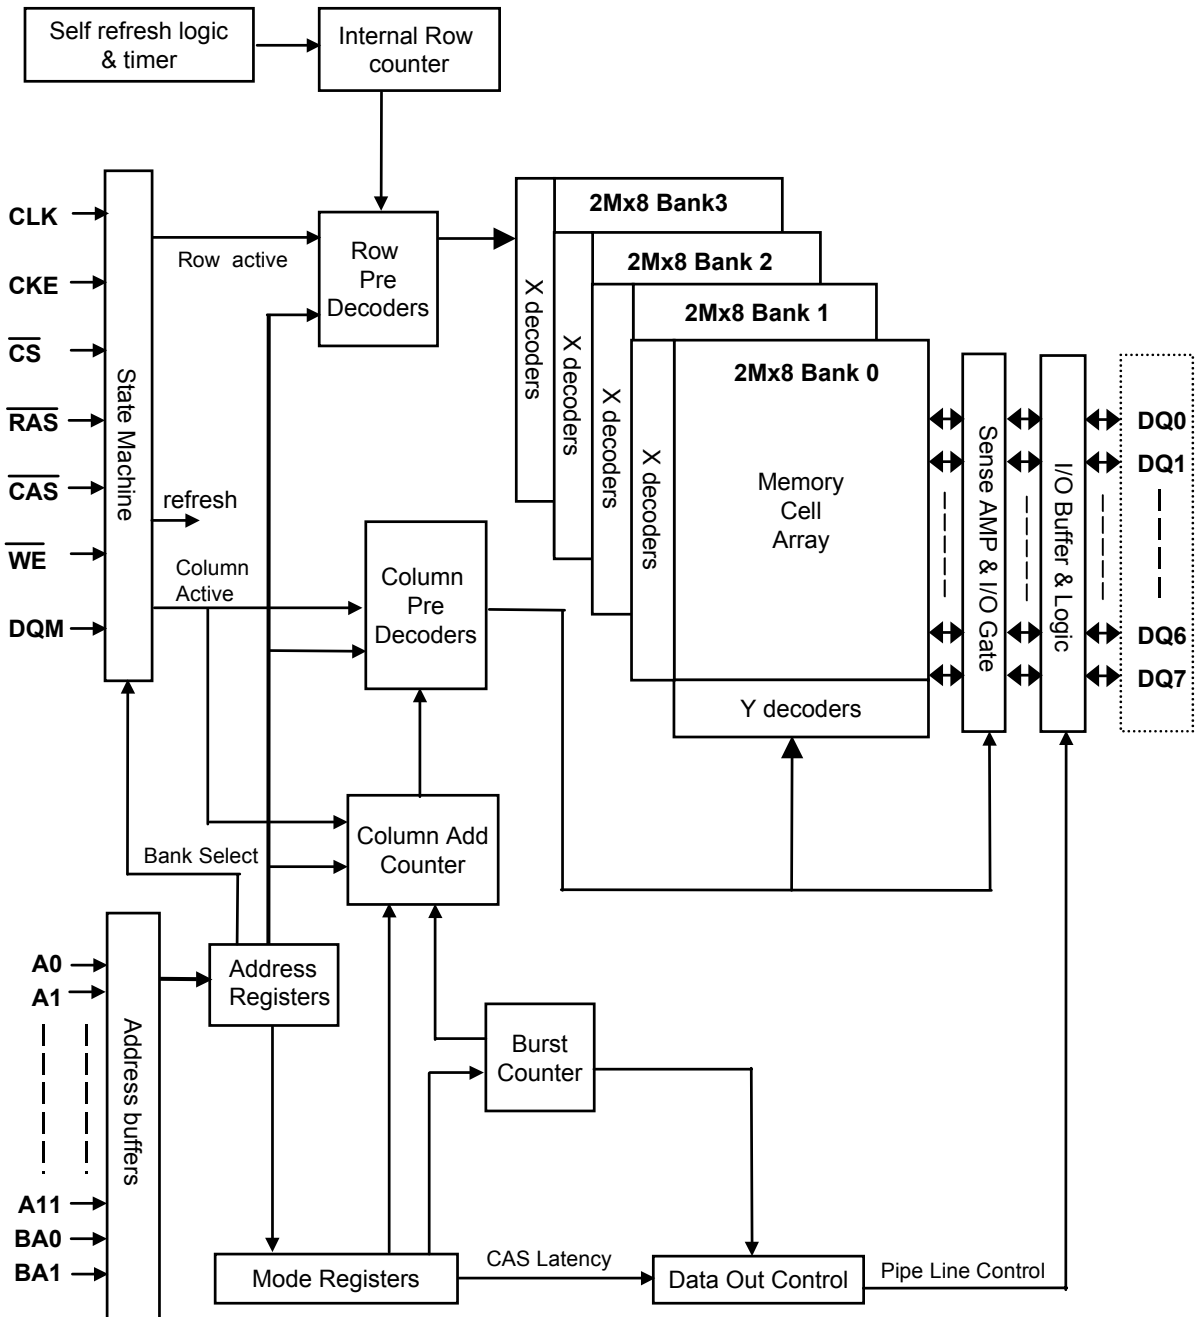 Self refresh logic
& timer
Internal Row
counter
CLK
CKE
CS
RAS
CAS
WE
DQM
State Machine
Row active
refresh
Column
Active
Row
Pre
Decoders
Column
Pre
Decoders
2Mx8 Bank3
2Mx8 Bank 2
2Mx8 Bank 1
2Mx8 Bank 0
X decoders
X decoders
X decoders
X decoders
Memory
Cell
Array
Y decoders
Sense AMP & I/O Gate
I/O Buffer & Logic
DQ0
DQ1
DQ6
DQ7
Bank Select
Column Add
Counter
A0
A1
A11
BA0
BA1
Address buffers
Address
Registers
Burst
Counter
Mode Registers
CAS Latency
Data Out Control
Pipe Line Control